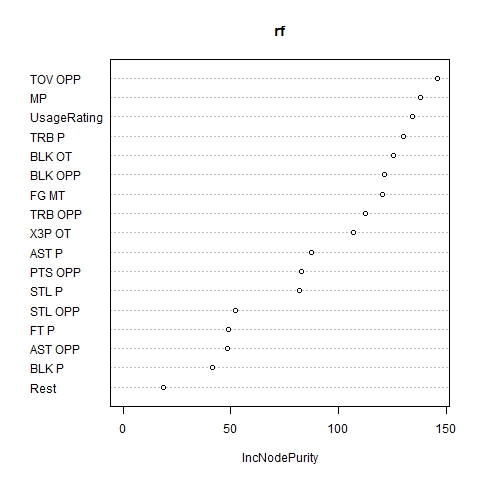 rf
TOV OPP
MP
UsageRating
TRB P
BLK OT
BLK OPP
FG MT
TRB OPP
X3P OT
AST P
PTS OPP
STL P
STL OPP
FT P
AST OPP
BLK P
Rest
0 50 100 150
IncNodePurity